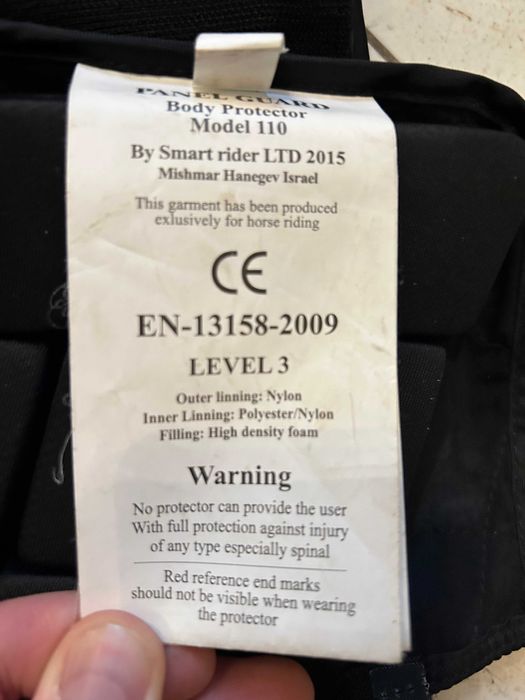 PANEL GUARD
Body Protector
Model 110
By Smart rider LTD 2015
Mishmar Hanegev Israel
This garment has been produced
exlusively for horse riding
CE
EN-13158-2009
LEVEL 3
Outer linning: Nylon
Inner Linning: Polyester/Nylon
Filling: High density foam
Warning
No protector can provide the user
With full protection against injury
of any type especially spinal
Red reference end marks
should not be visible when wearing
the protector